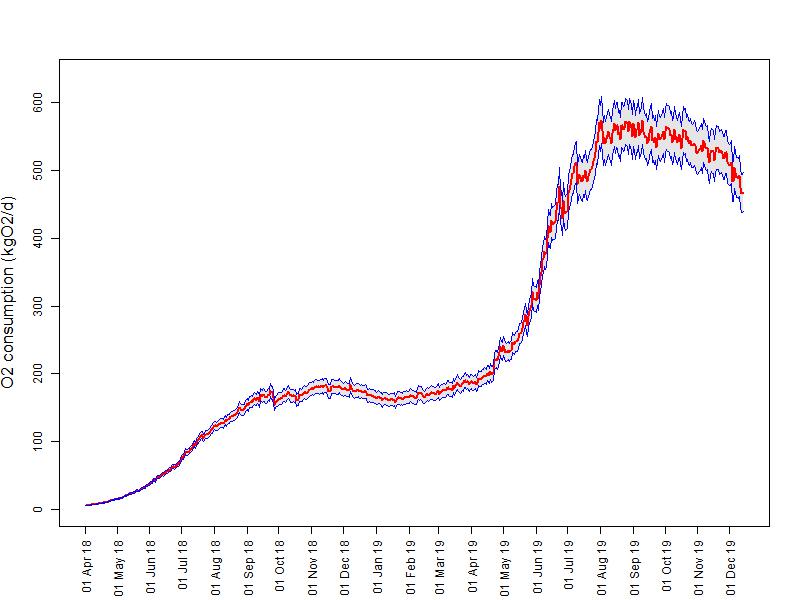 O2 consumption (kgO2/d)
600
500
400
300
200
100
0
01 Apr 18
01 May 18
01 Jun 18
01 Jul 18
01 Aug 18
01 Sep 18
01 Oct 18
01 Nov 18
01 Dec 18
01 Jan 19
01 Feb 19
01 Mar 19
01 Apr 19
01 May 19
01 Jun 19
01 Jul 19
01 Aug 19
01 Sep 19
01 Oct 19
01 Nov 19
01 Dec 19